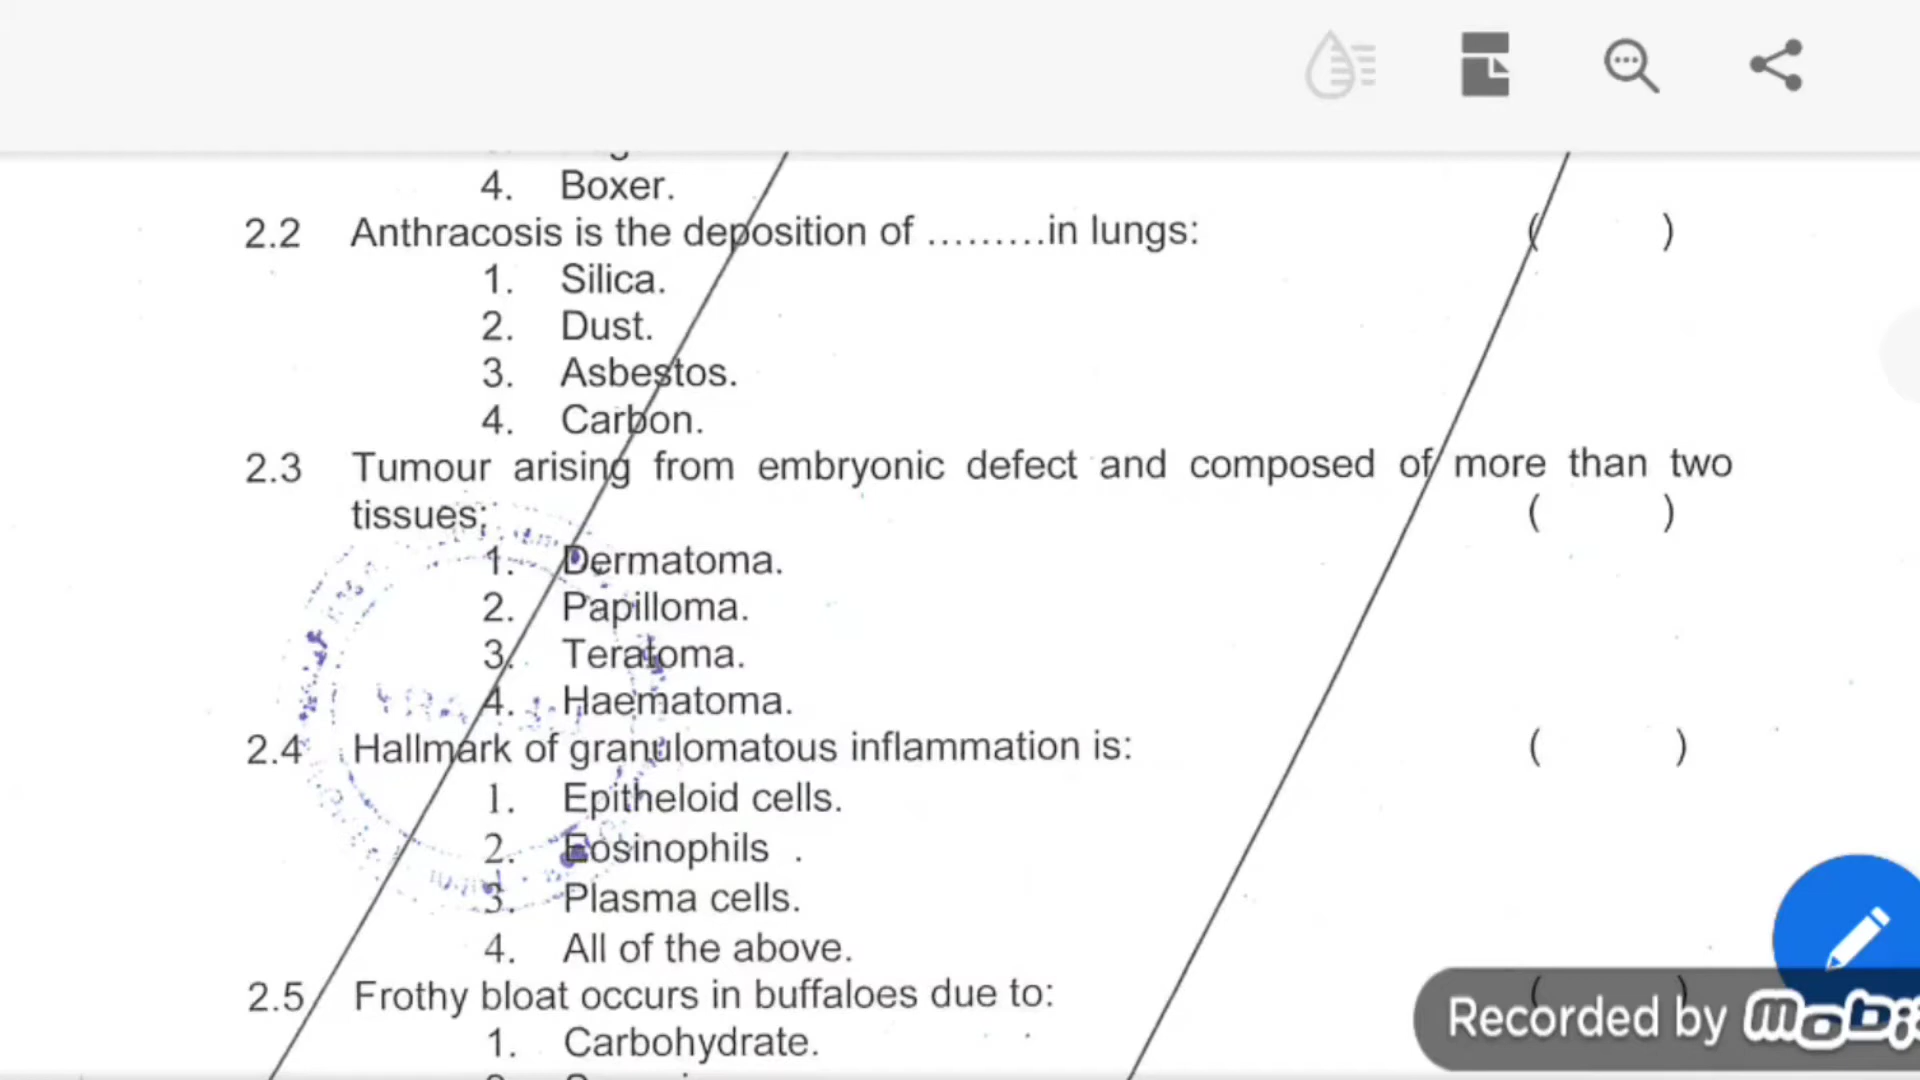 4. Boxer.
2.2 Anthracosis is the deposition of .........in lungs: ( )
1. Silica.
2. Dust.
3. Asbestos.
4. Carbon.
2.3 Tumour arising from embryonic defect and composed of more than two
tissues; ( )
1. Dermatoma.
2. Papilloma.
3. Teratoma.
4. Haematoma.
2.4 Hallmark of granulomatous inflammation is: ( )
1. Epitheloid cells.
2. Eosinophils .
3. Plasma cells.
4. All of the above.
2.5 Frothy bloat occurs in buffaloes due to: ( )
1. Carbohydrate.
Recorded by